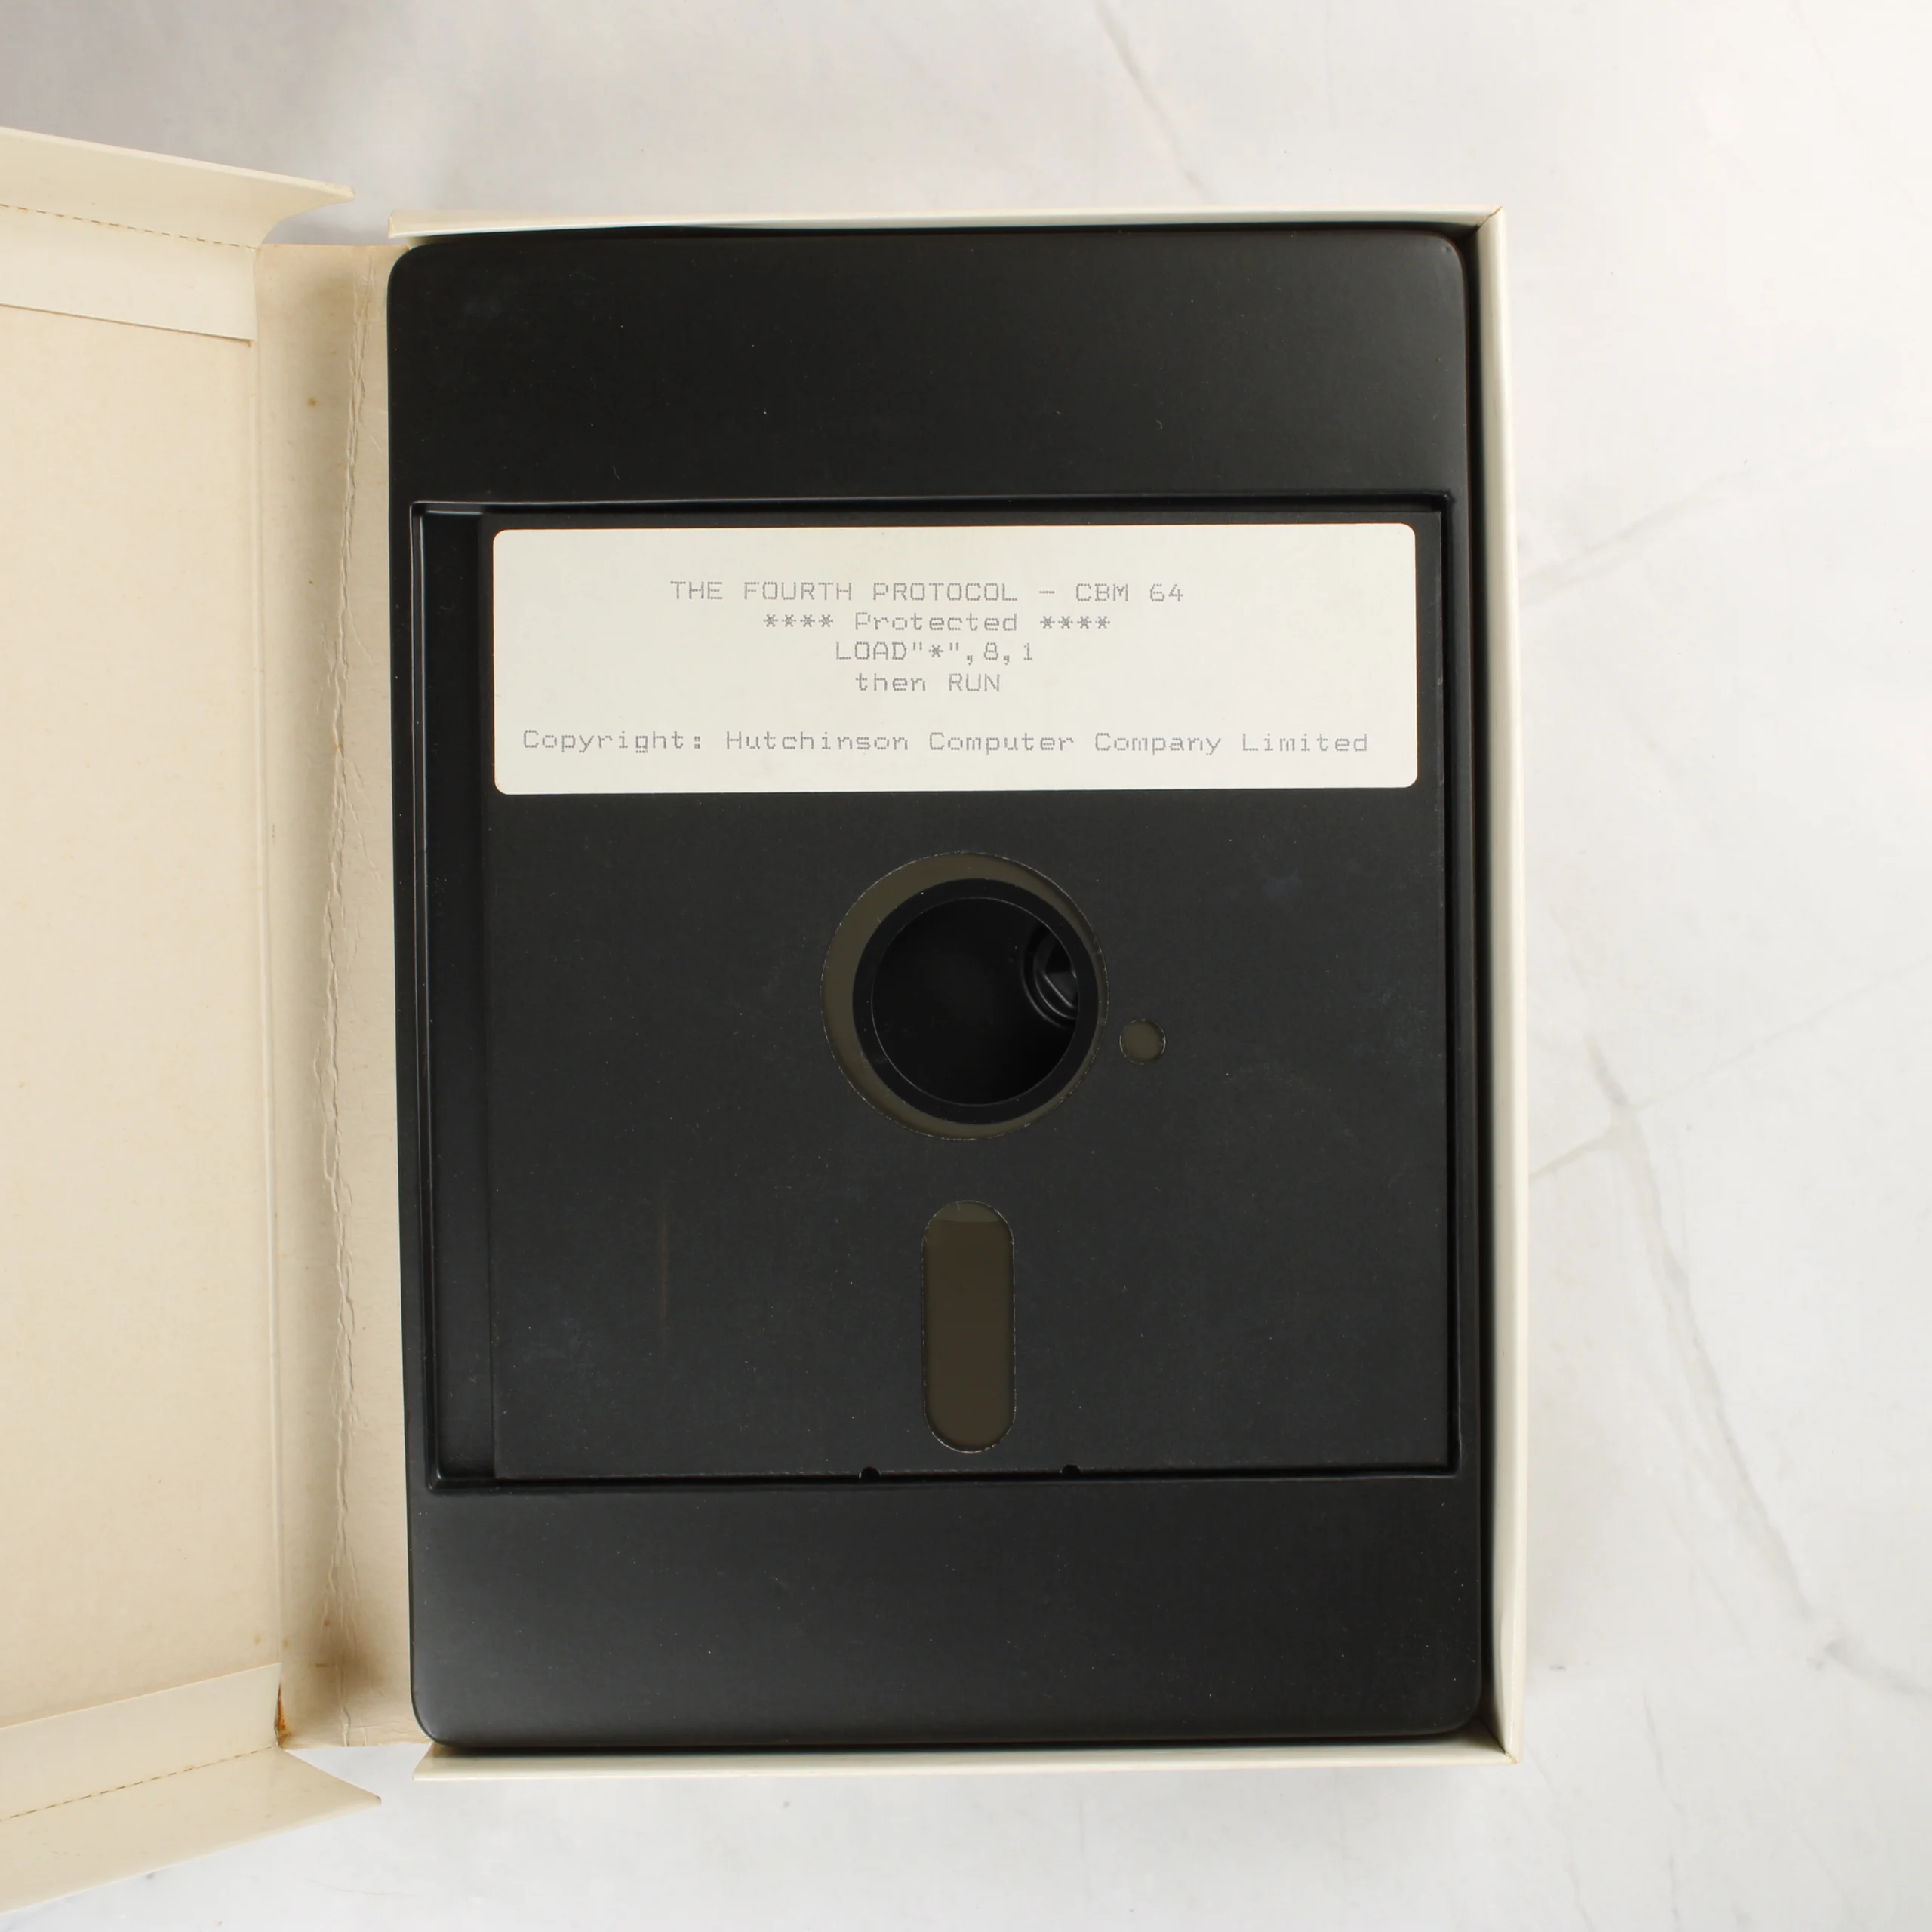 THE FOURTH PROTOCOL - CBM 64
**** Protected ****
LOAD"*",8,1
then RUN
Copyright: Hutchinson Computer Company Limited